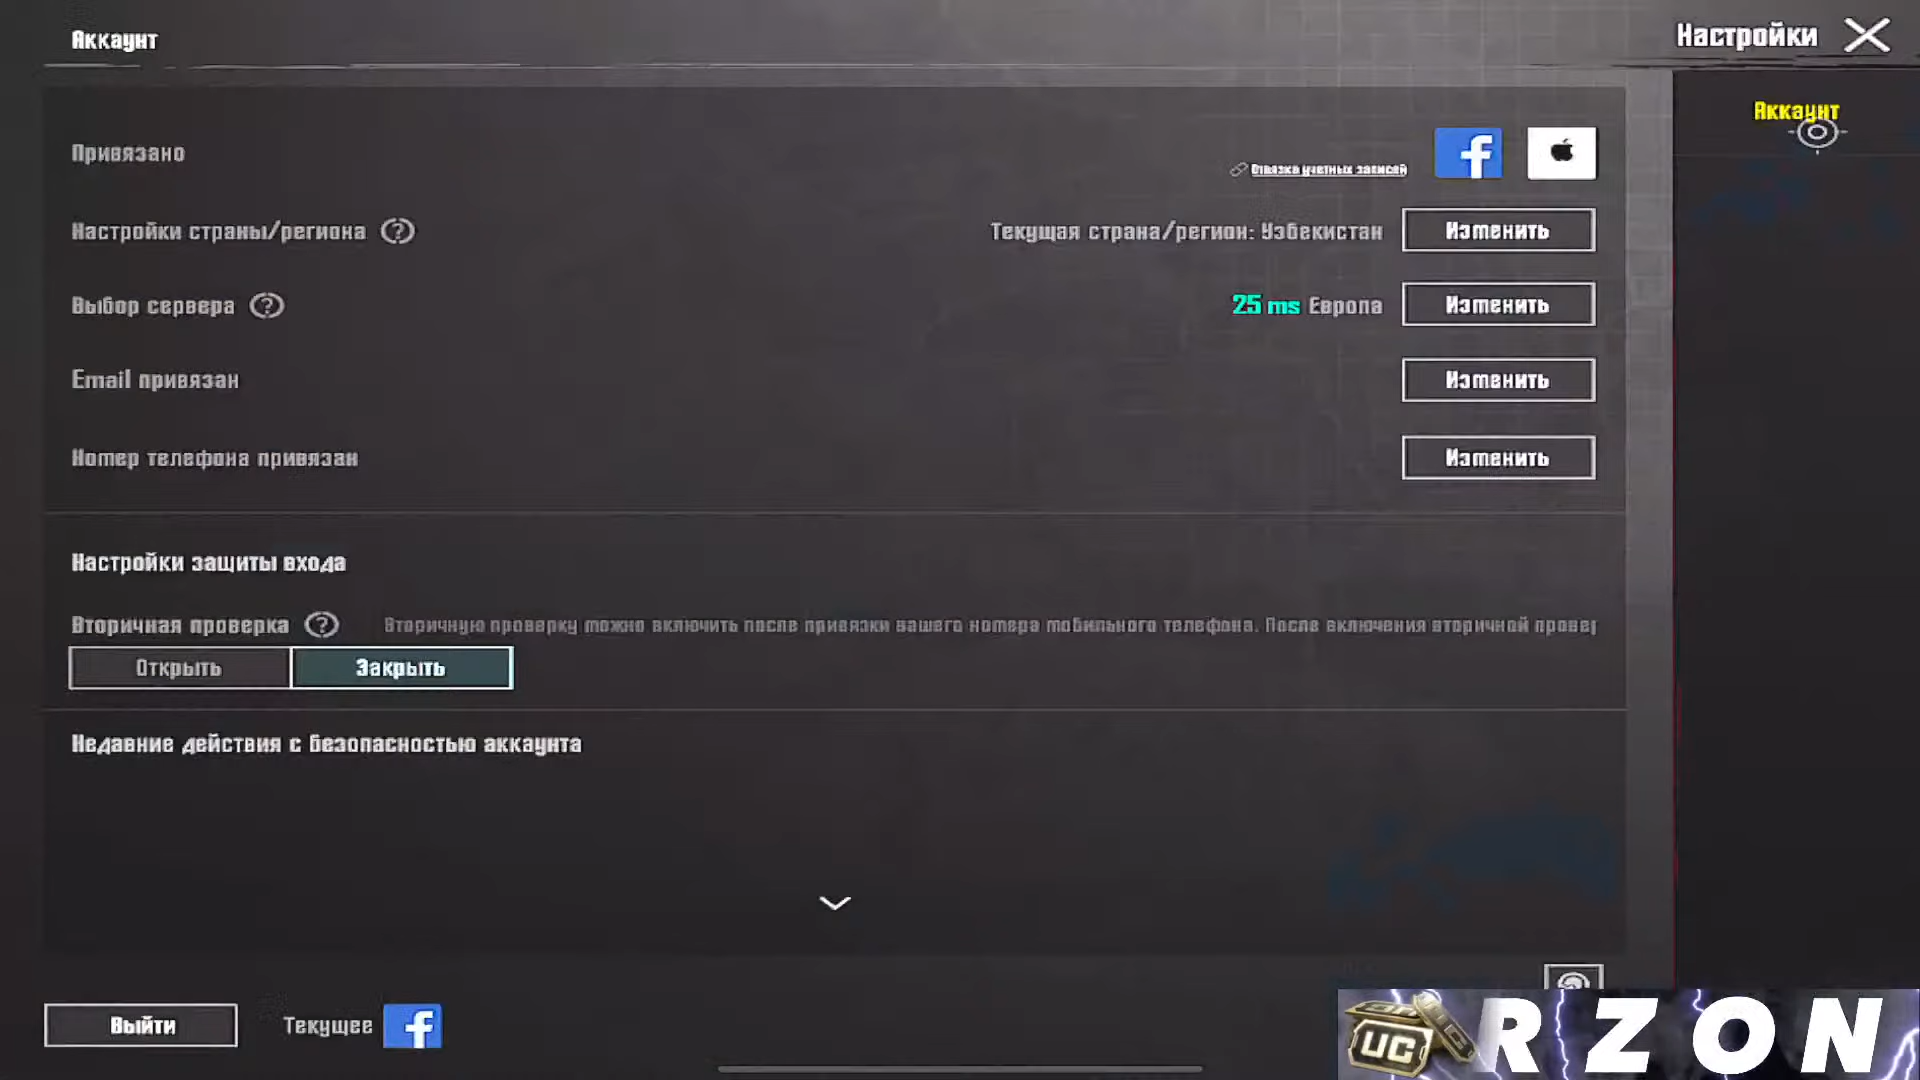 Аккаунт
Настройки
Аккаунт
Привязано
Отвязка учетных записей
Настройки страны/региона
Текущая страна/регион: Узбекистан
Изменить
Выбор сервера
25 ms Европа
Изменить
Email привязан
Изменить
Номер телефона привязан
Изменить
Настройки защиты входа
Вторичная проверка
Вторичную проверку можно включить после привязки вашего номера мобильного телефона. После включения вторичной провер
Открыть
Закрыть
Недавние действия с безопасностью аккаунта
Выйти
Текущее
UC
RZON